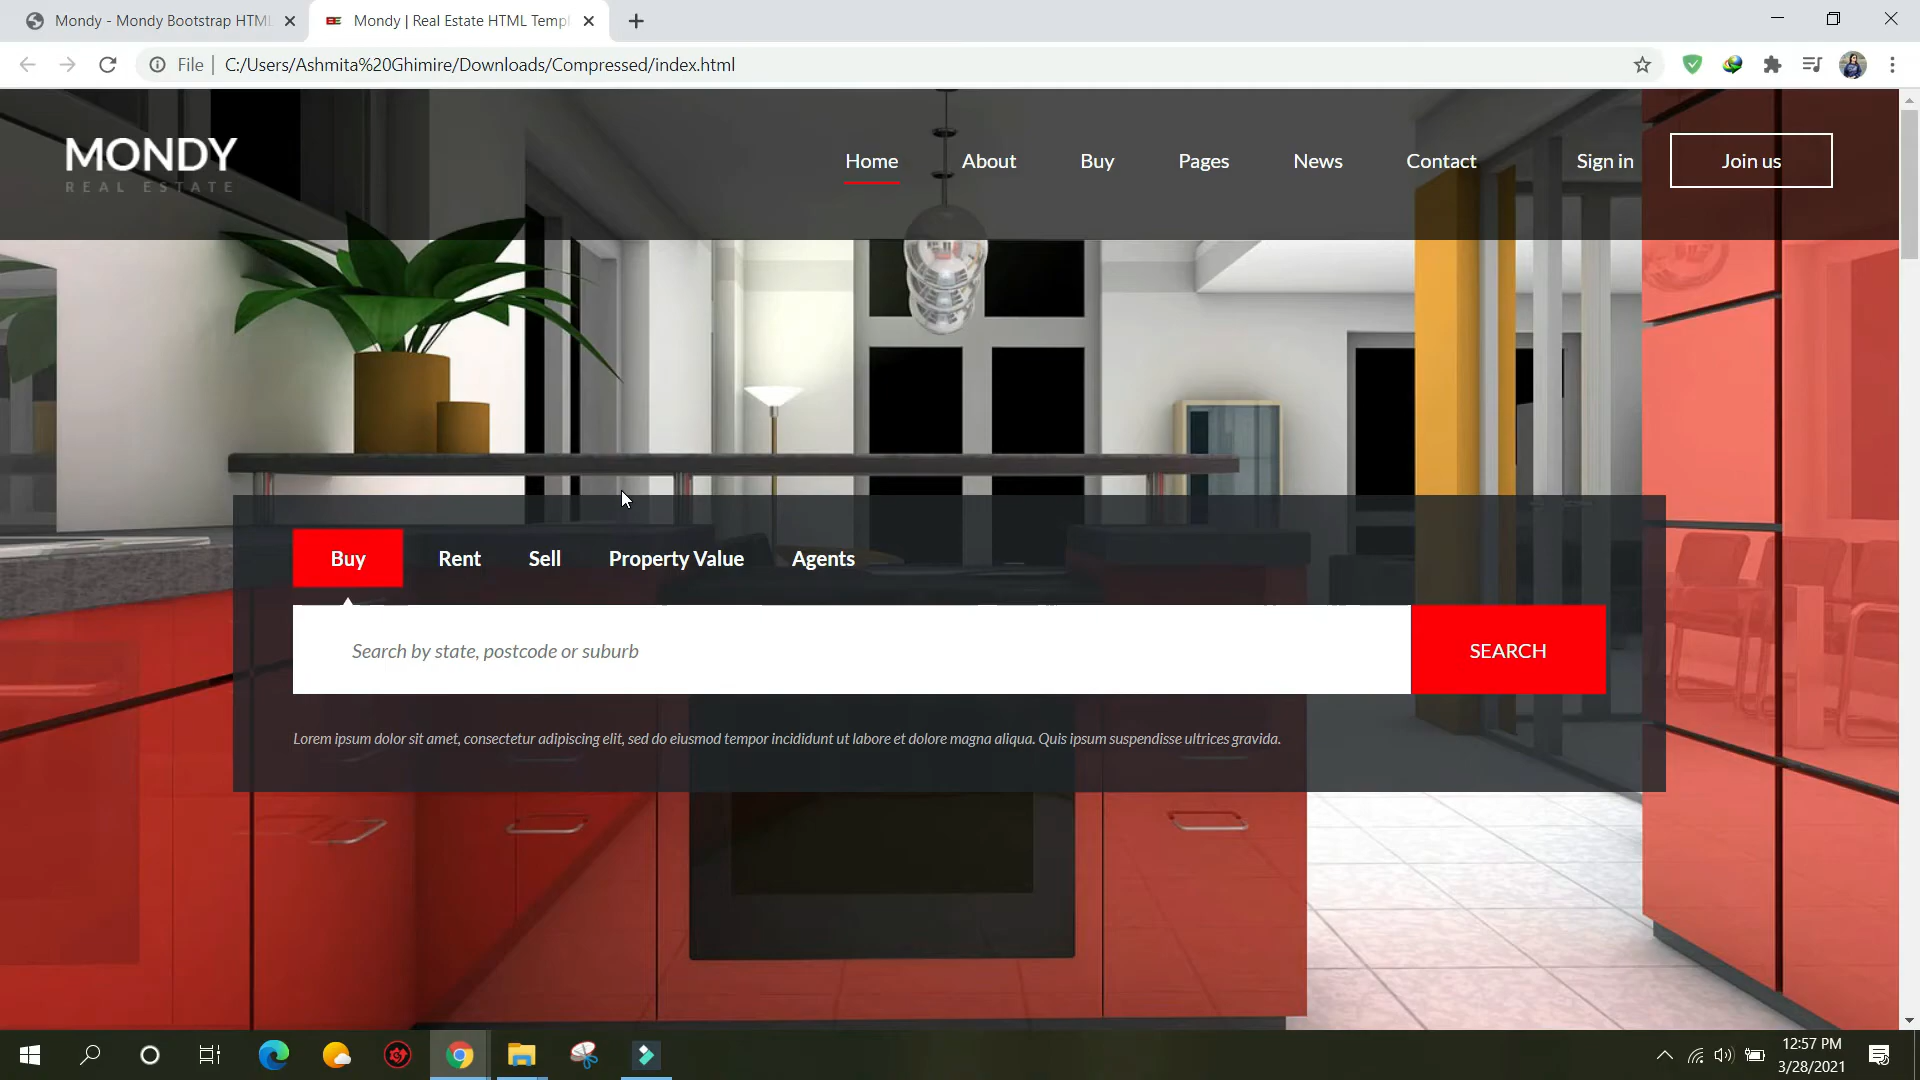 Mondy - Mondy Bootstrap HTML
Mondy | Real Estate HTML Templ
File | C:/Users/Ashmita%20Ghimire/Downloads/Compressed/index.html
MONDY
REAL ESTATE
Home About Buy Pages News Contact Sign in Join us
Buy Rent Sell Property Value Agents
Search by state, postcode or suburb
SEARCH
Lorem ipsum dolor sit amet, consectetur adipiscing elit, sed do eiusmod tempor incididunt ut labore et dolore magna aliqua. Quis ipsum suspendisse ultrices gravida.
12:57 PM
3/28/2021